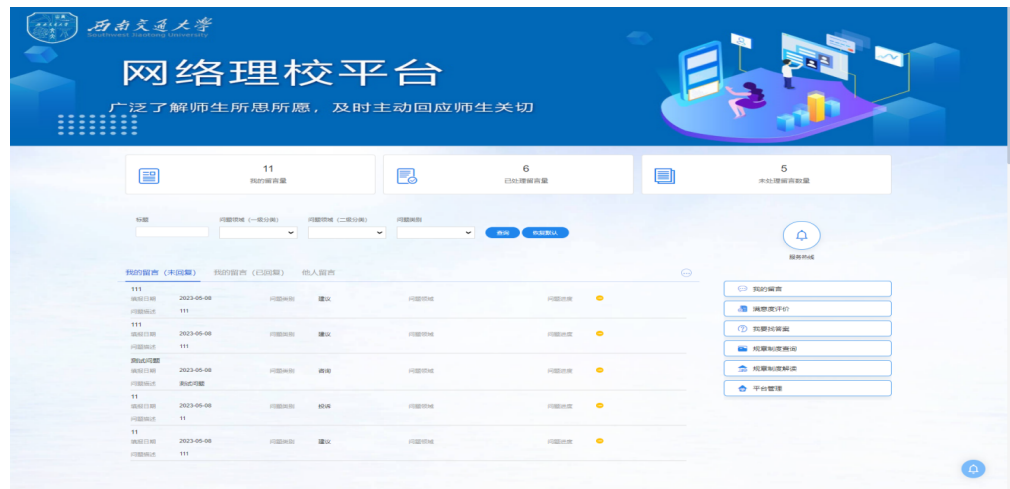 西南交通大学
Southwest Jiaotong University
网络理校平台
广泛了解师生所思所愿，及时主动回应师生关切
11
我的留言量
6
已处理留言量
5
未处理留言数量
标题
问题领域（一级分类）
问题领域（二级分类）
问题类别
查询
恢复默认
服务热线
我的留言（未回复）
我的留言（已回复）
他人留言
111
填报日期 2023-05-08 问题类别 建议 问题领域 问题进度
问题描述 111
111
填报日期 2023-05-08 问题类别 建议 问题领域 问题进度
问题描述 111
测试问题
填报日期 2023-05-08 问题类别 咨询 问题领域 问题进度
问题描述 测试问题
11
填报日期 2023-05-08 问题类别 投诉 问题领域 问题进度
问题描述 11
11
填报日期 2023-05-08 问题类别 建议 问题领域 问题进度
问题描述 111
我的留言
满意度评价
我要找答案
规章制度查询
规章制度解读
平台管理